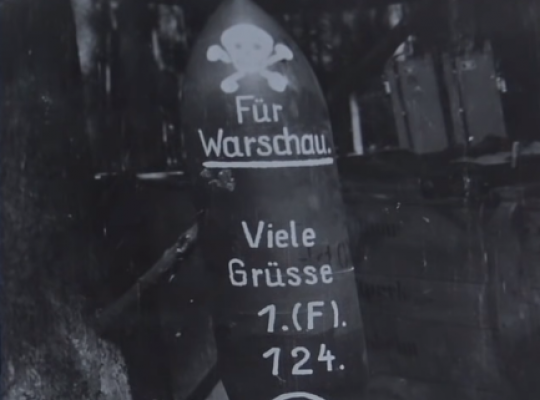 Für
Warschau.
Viele
Grüsse
1.(F).
124.